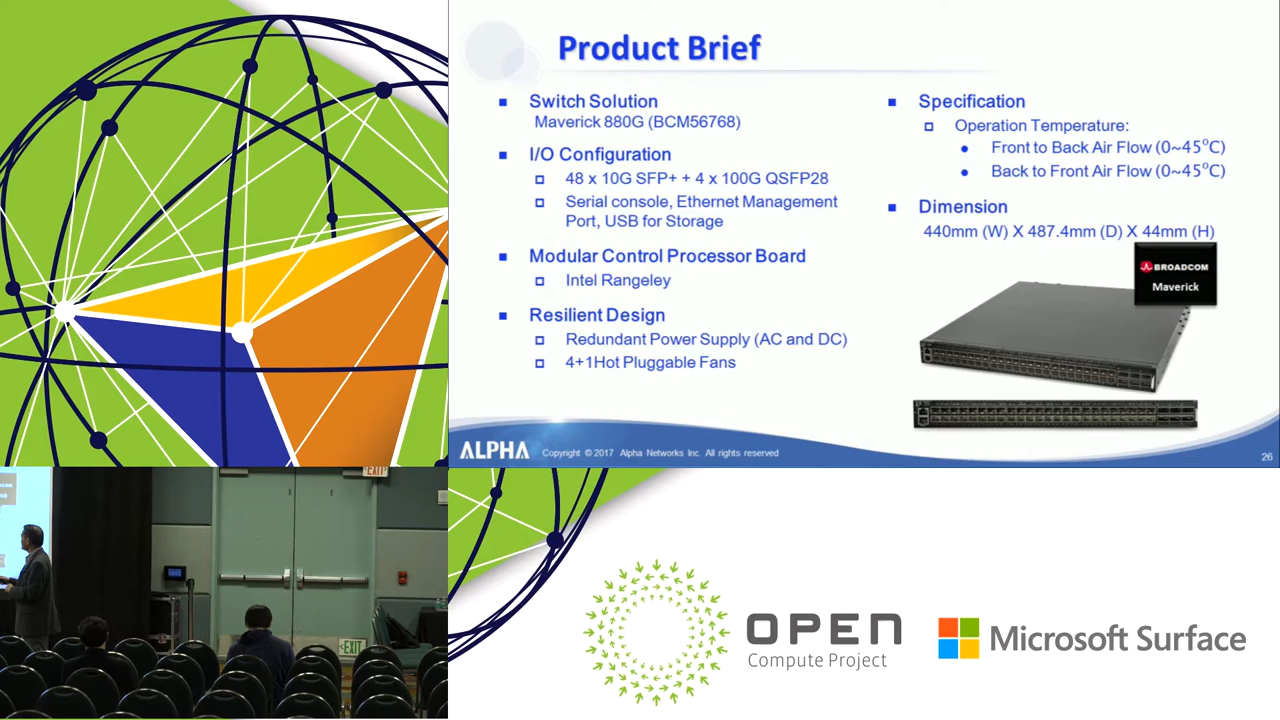 Product Brief
Switch Solution
Maverick 880G (BCM56768)
I/O Configuration
48 x 10G SFP+ + 4 x 100G QSFP28
Serial console, Ethernet Management
Port, USB for Storage
Modular Control Processor Board
Intel Rangeley
Resilient Design
Redundant Power Supply (AC and DC)
4+1Hot Pluggable Fans
Specification
Operation Temperature:
Front to Back Air Flow (0~45°C)
Back to Front Air Flow (0~45°C)
Dimension
440mm (W) X 487.4mm (D) X 44mm (H)
BROADCOM
Maverick
ALPHA
Copyright © 2017 Alpha Networks Inc. All rights reserved
26
EXIT
EXIT
OPEN
Compute Project
Microsoft Surface